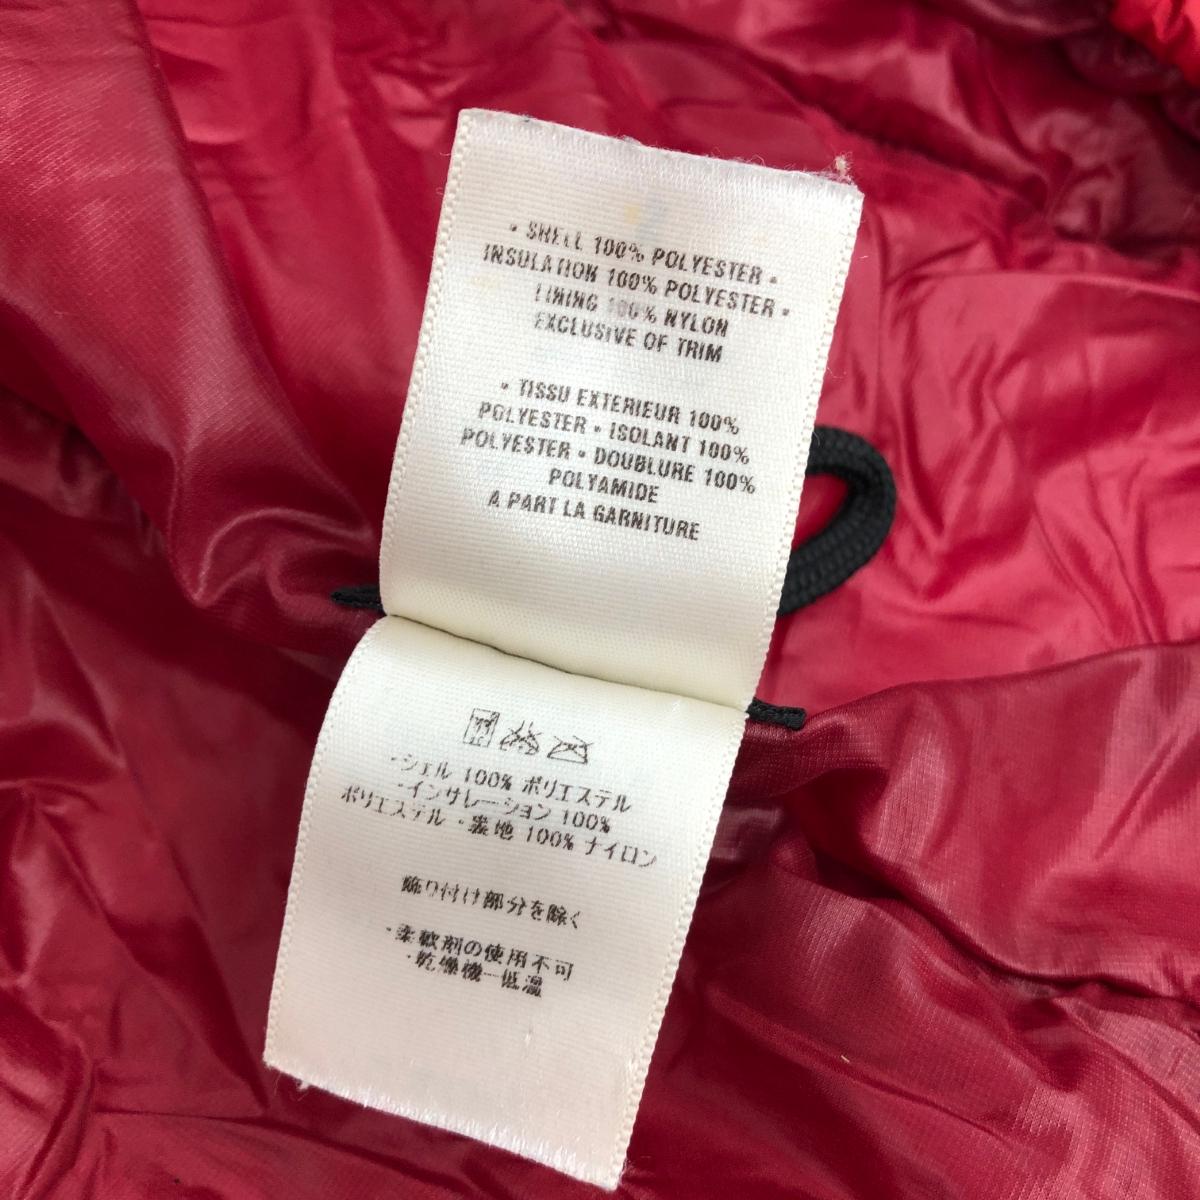 • SHELL 100% POLYESTER •
INSULATION 100% POLYESTER •
LINING 100% NYLON
EXCLUSIVE OF TRIM
• TISSU EXTERIEUR 100%
POLYESTER • ISOLANT 100%
POLYESTER • DOUBLURE 100%
POLYAMIDE
A PART LA GARNITURE
・シェル 100% ポリエステル
・インサレーション 100%
ポリエステル ・裏地 100% ナイロン
飾り付け部分を除く
・柔軟剤の使用不可
・乾燥機ー低温